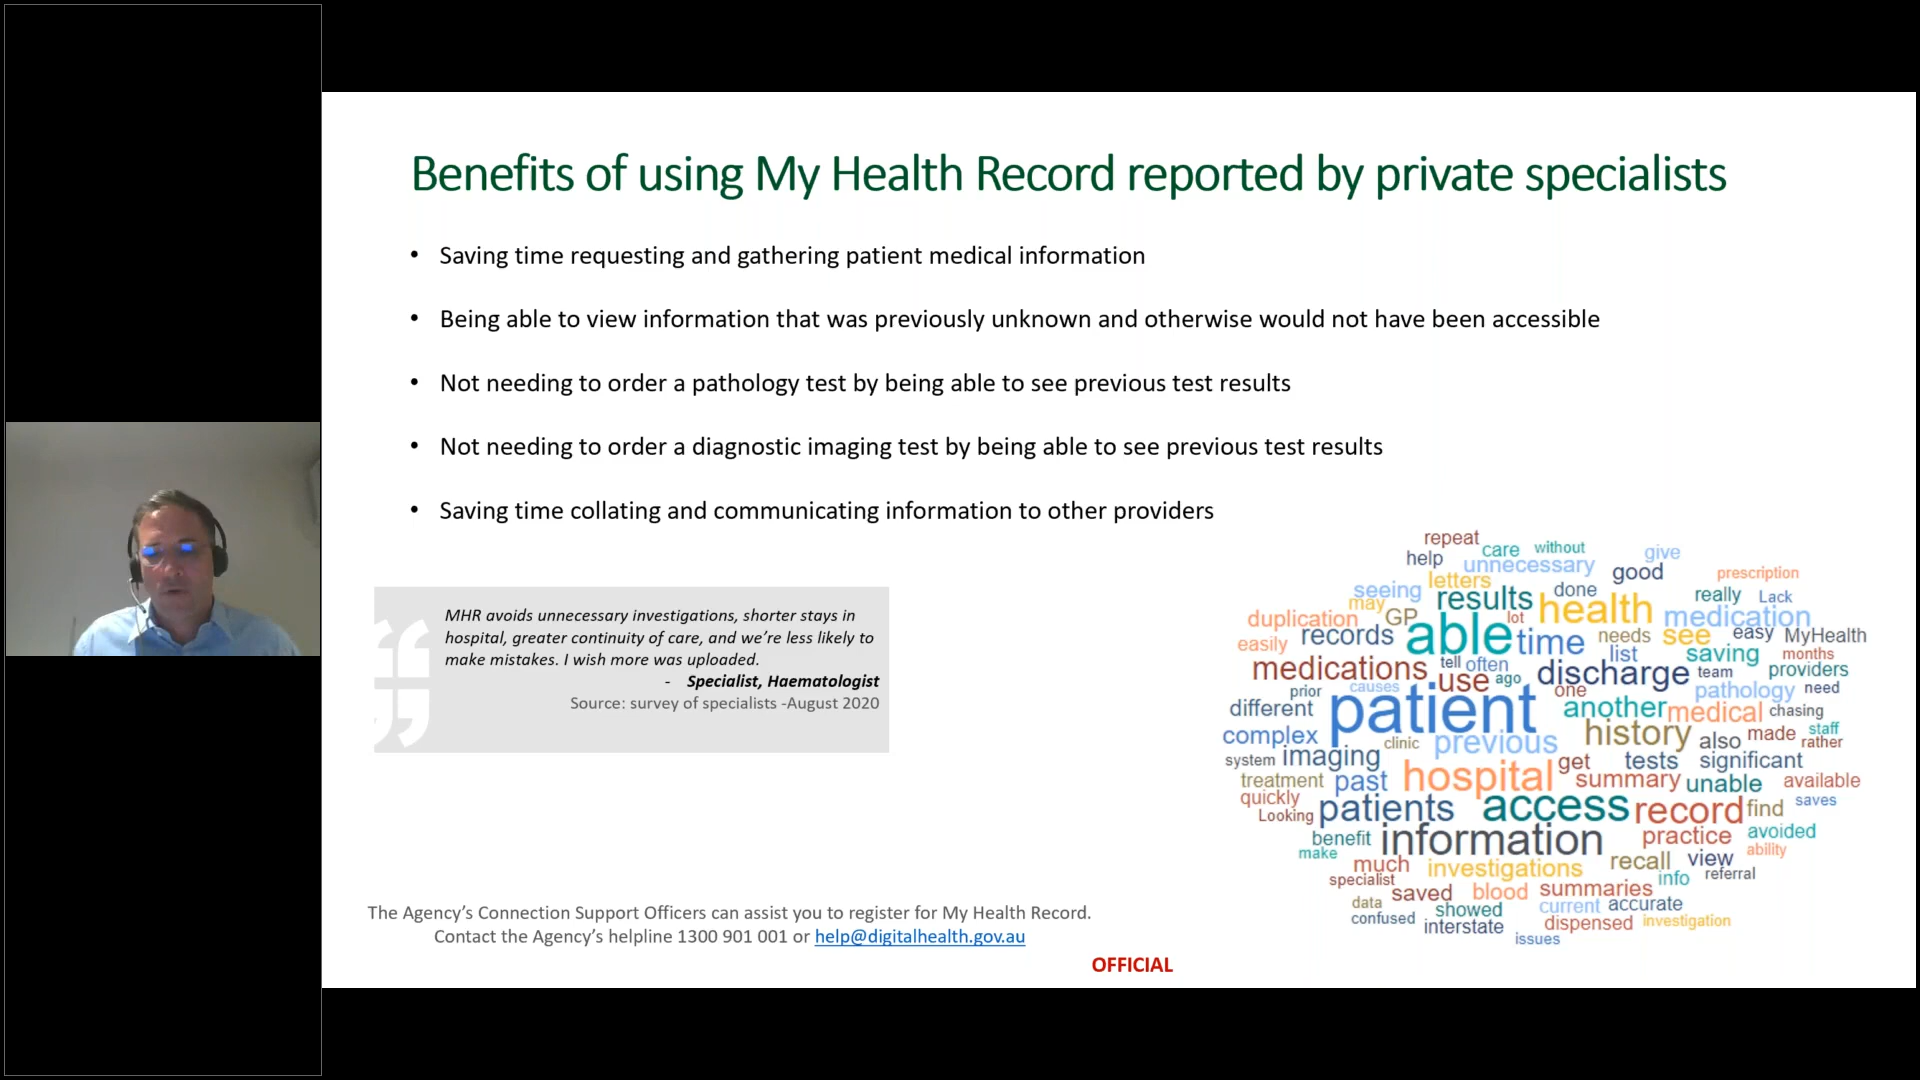 Benefits of using My Health Record reported by private specialists
• Saving time requesting and gathering patient medical information
• Being able to view information that was previously unknown and otherwise would not have been accessible
• Not needing to order a pathology test by being able to see previous test results
• Not needing to order a diagnostic imaging test by being able to see previous test results
• Saving time collating and communicating information to other providers
MHR avoids unnecessary investigations, shorter stays in
hospital, greater continuity of care, and we’re less likely to
make mistakes. I wish more was uploaded.
- Specialist, Haematologist
Source: survey of specialists -August 2020
repeat
help care without give
unnecessary good prescription
seeing letters done really Lack
may results health medication
duplication GP lot
easily records able time needs see easy MyHealth
list saving months
medications tell often discharge team providers
prior causes use ago one pathology need
different patient another medical chasing
complex clinic previous history also made staff
rather
system imaging get tests significant
treatment past hospital summary unable available
quickly
Looking patients access record find saves
benefit information practice avoided
make ability
much investigations recall view
specialist info referral
saved blood summaries
data showed current accurate
confused interstate dispensed investigation
issues
The Agency’s Connection Support Officers can assist you to register for My Health Record.
Contact the Agency’s helpline 1300 901 001 or help@digitalhealth.gov.au
OFFICIAL